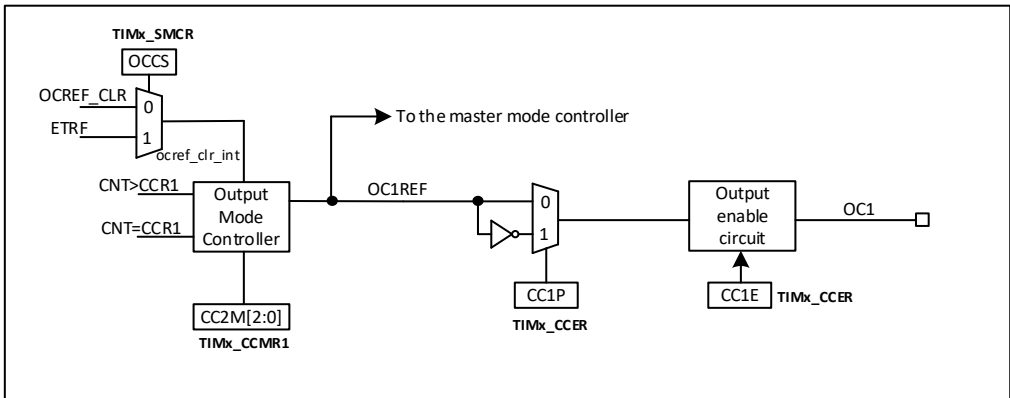 TIMx_SMCR
OCCS
OCREF_CLR
0
ETRF
1
ocref_clr_int
To the master mode controller
CNT>CCR1
CNT=CCR1
Output
Mode
Controller
OC1REF
0
1
Output
enable
circuit
OC1
CC1P
TIMx_CCER
CC1E
TIMx_CCER
CC2M[2:0]
TIMx_CCMR1